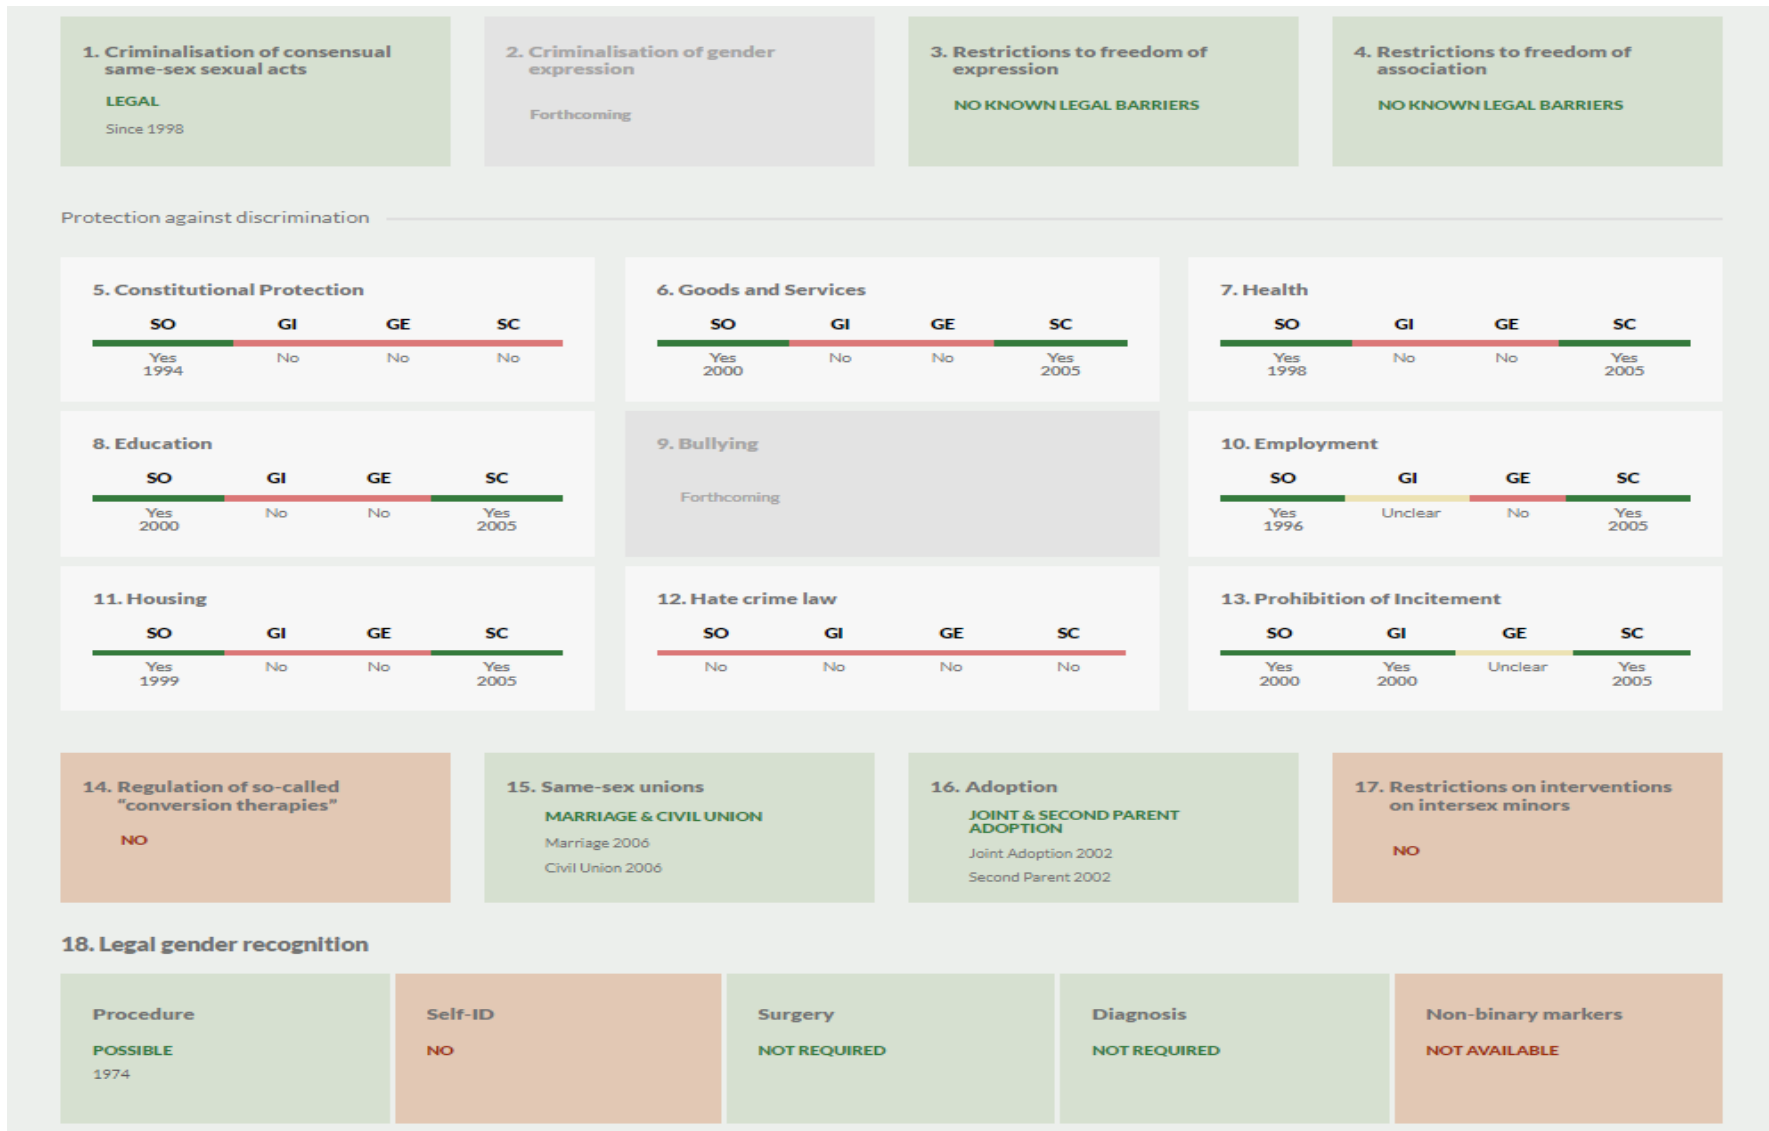 1. Criminalisation of consensual
same-sex sexual acts
LEGAL
Since 1998
2. Criminalisation of gender
expression
Forthcoming
3. Restrictions to freedom of
expression
NO KNOWN LEGAL BARRIERS
4. Restrictions to freedom of
association
NO KNOWN LEGAL BARRIERS
Protection against discrimination
5. Constitutional Protection
SO GI GE SC
Yes No No No
1994
6. Goods and Services
SO GI GE SC
Yes No No Yes
2000 2005
7. Health
SO GI GE SC
Yes No No Yes
1998 2005
8. Education
SO GI GE SC
Yes No No Yes
2000 2005
9. Bullying
Forthcoming
10. Employment
SO GI GE SC
Yes Unclear No Yes
1996 2005
11. Housing
SO GI GE SC
Yes No No Yes
1999 2005
12. Hate crime law
SO GI GE SC
No No No No
13. Prohibition of Incitement
SO GI GE SC
Yes Yes Unclear Yes
2000 2000 2005
14. Regulation of so-called
“conversion therapies”
NO
15. Same-sex unions
MARRIAGE & CIVIL UNION
Marriage 2006
Civil Union 2006
16. Adoption
JOINT & SECOND PARENT
ADOPTION
Joint Adoption 2002
Second Parent 2002
17. Restrictions on interventions
on intersex minors
NO
18. Legal gender recognition
Procedure
POSSIBLE
1974
Self-ID
NO
Surgery
NOT REQUIRED
Diagnosis
NOT REQUIRED
Non-binary markers
NOT AVAILABLE